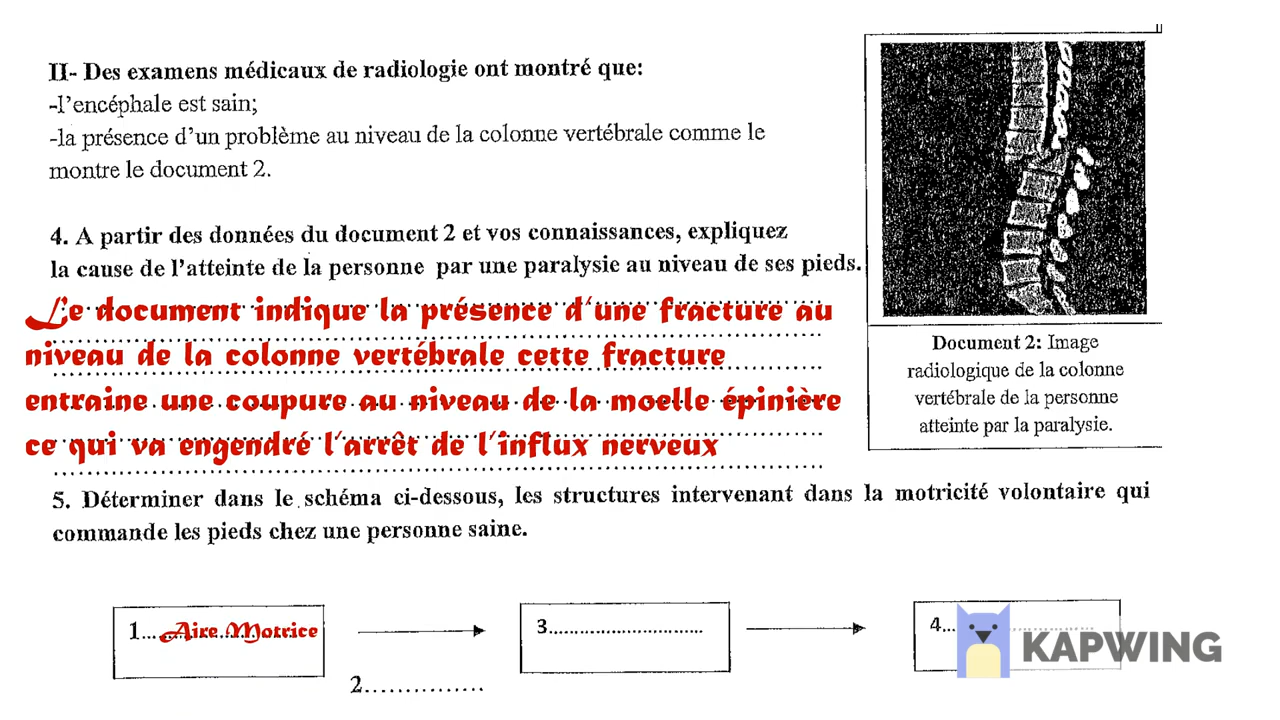 II- Des examens médicaux de radiologie ont montré que:
-l'encéphale est sain;
-la présence d'un problème au niveau de la colonne vertébrale comme le
montre le document 2.
4. A partir des données du document 2 et vos connaissances, expliquez
la cause de l'atteinte de la personne par une paralysie au niveau de ses pieds.
Le document indique la présence d'une fracture au
niveau de la colonne vertébrale cette fracture
entraine une coupure au niveau de la moelle épinière
ce qui va engendré l'arrêt de l'influx nerveux
Document 2: Image
radiologique de la colonne
vertébrale de la personne
atteinte par la paralysie.
5. Déterminer dans le schéma ci-dessous, les structures intervenant dans la motricité volontaire qui
commande les pieds chez une personne saine.
1....Aire Motrice
2...............
3............................
4...
KAPWING